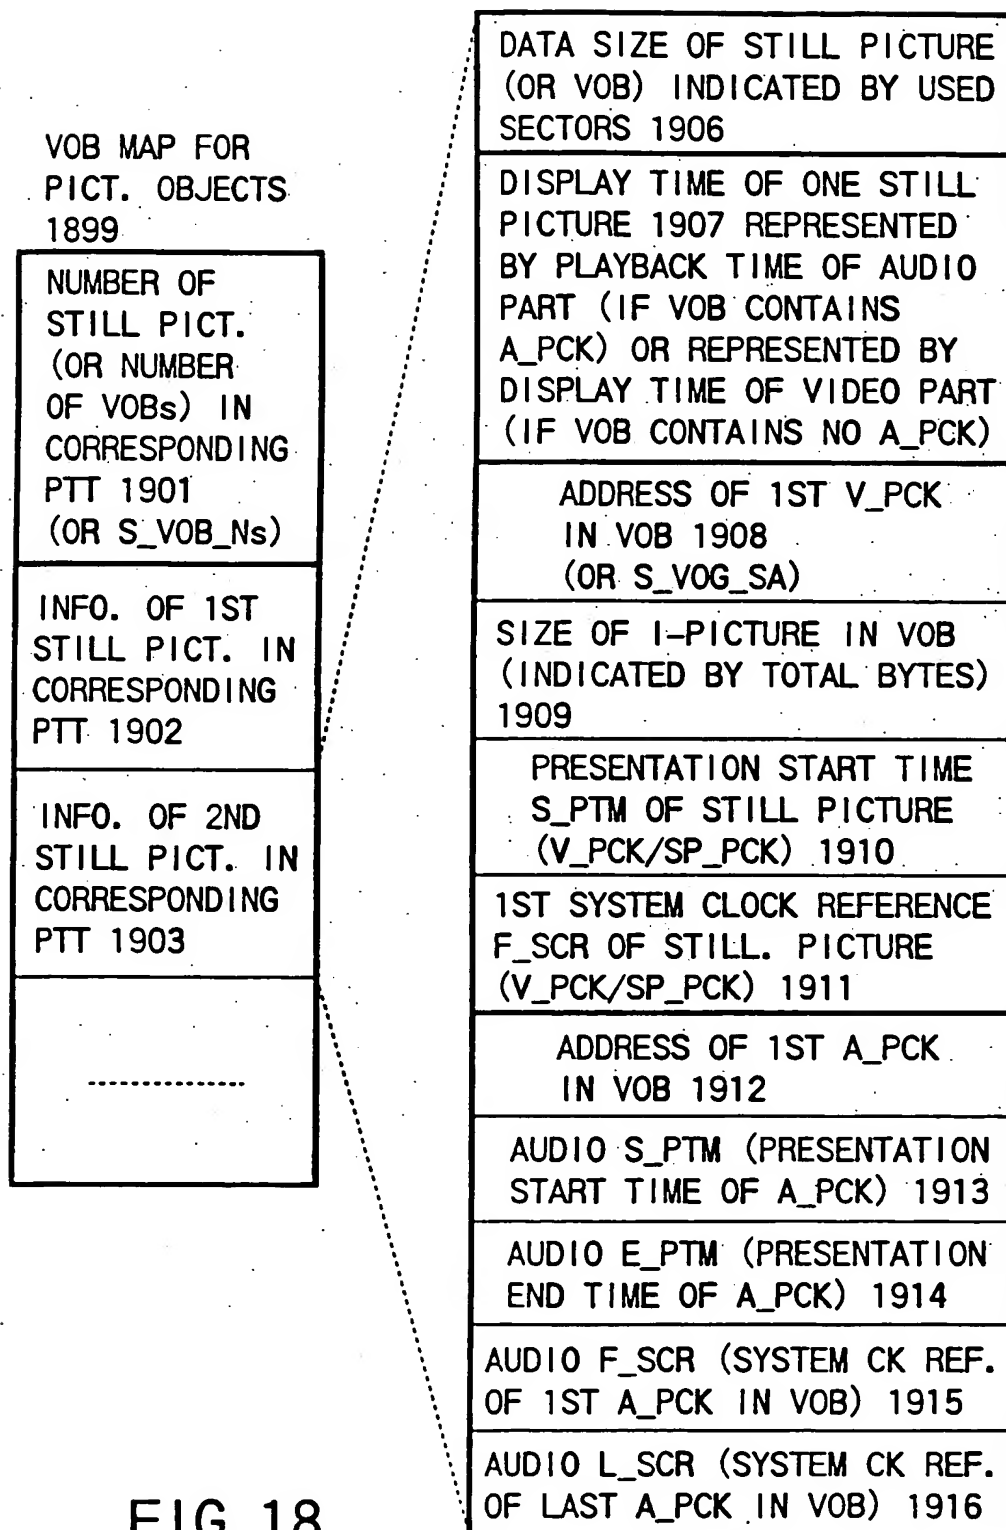 VOB MAP FOR
PICT. OBJECTS
1899
NUMBER OF
STILL PICT.
(OR NUMBER
OF VOBs) IN
CORRESPONDING
PTT 1901
(OR S_VOB_Ns)
INFO. OF 1ST
STILL PICT. IN
CORRESPONDING
PTT 1902
INFO. OF 2ND
STILL PICT. IN
CORRESPONDING
PTT 1903
DATA SIZE OF STILL PICTURE
(OR VOB) INDICATED BY USED
SECTORS 1906
DISPLAY TIME OF ONE STILL
PICTURE 1907 REPRESENTED
BY PLAYBACK TIME OF AUDIO
PART (IF VOB CONTAINS
A_PCK) OR REPRESENTED BY
DISPLAY TIME OF VIDEO PART
(IF VOB CONTAINS NO A_PCK)
ADDRESS OF 1ST V_PCK
IN VOB 1908
(OR S_VOG_SA)
SIZE OF I-PICTURE IN VOB
(INDICATED BY TOTAL BYTES)
1909
PRESENTATION START TIME
S_PTM OF STILL PICTURE
(V_PCK/SP_PCK) 1910
1ST SYSTEM CLOCK REFERENCE
F_SCR OF STILL. PICTURE
(V_PCK/SP_PCK) 1911
ADDRESS OF 1ST A_PCK
IN VOB 1912
AUDIO S_PTM (PRESENTATION
START TIME OF A_PCK) 1913
AUDIO E_PTM (PRESENTATION
END TIME OF A_PCK) 1914
AUDIO F_SCR (SYSTEM CK REF.
OF 1ST A_PCK IN VOB) 1915
AUDIO L_SCR (SYSTEM CK REF.
OF LAST A_PCK IN VOB) 1916
FIG. 18